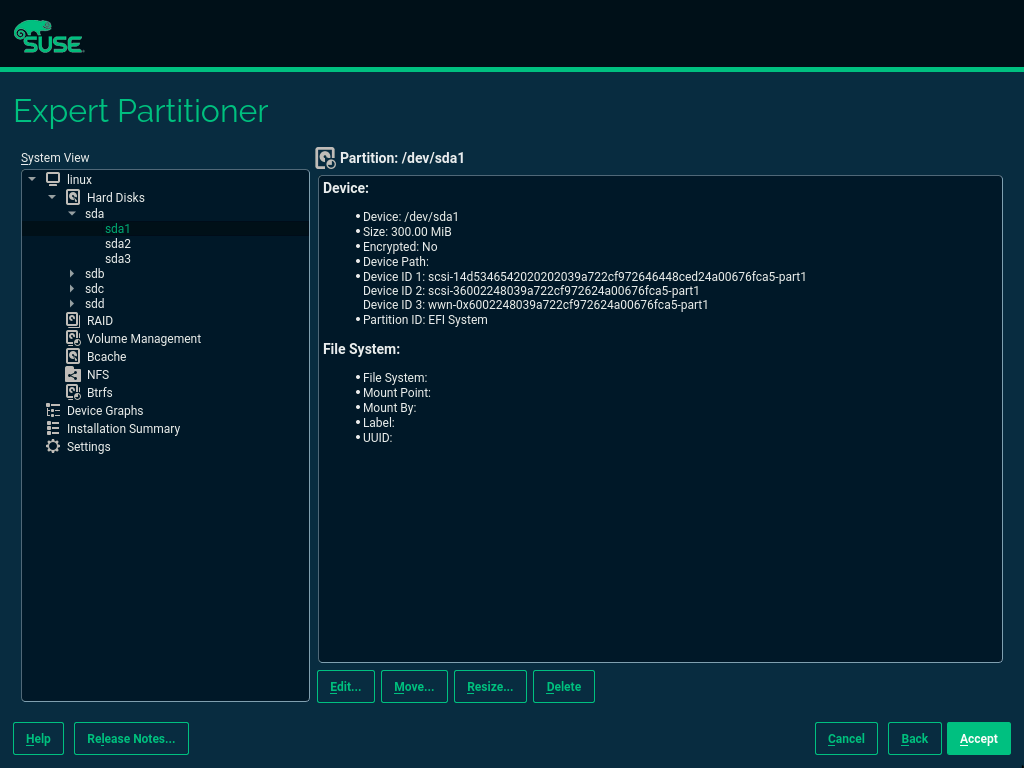 SUSE
Expert Partitioner
System View
linux
Hard Disks
sda
sda1
sda2
sda3
sdb
sdc
sdd
RAID
Volume Management
Bcache
NFS
Btrfs
Device Graphs
Installation Summary
Settings
Partition: /dev/sda1
Device:
• Device: /dev/sda1
• Size: 300.00 MiB
• Encrypted: No
• Device Path:
• Device ID 1: scsi-14d5346542020202039a722cf972646448ced24a00676fca5-part1
Device ID 2: scsi-36002248039a722cf972624a00676fca5-part1
Device ID 3: wwn-0x6002248039a722cf972624a00676fca5-part1
• Partition ID: EFI System
File System:
• File System:
• Mount Point:
• Mount By:
• Label:
• UUID:
Edit... Move... Resize... Delete
Help Release Notes... Cancel Back Accept